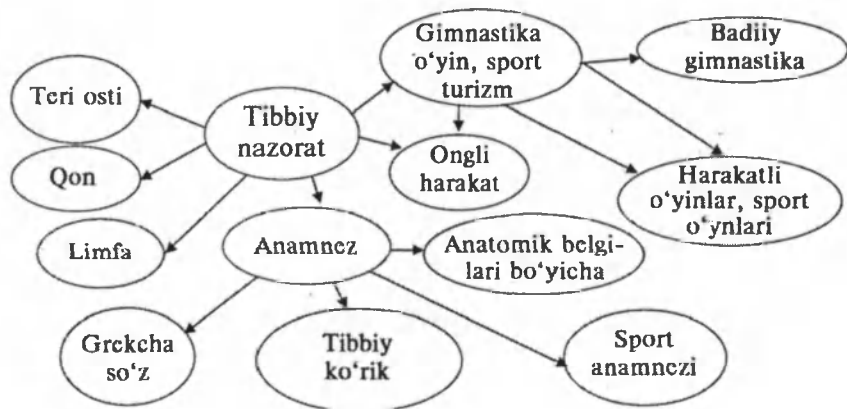 Gimnastika
o‘yin, sport
turizm
Badiiy
gimnastika
Teri osti
Tibbiy
nazorat
Qon
Ongli
harakat
Harakatli
o‘yinlar, sport
o‘ynlari
Limfa
Anamnez
Anatomik belgi-
lari bo‘yicha
Grekcha
so‘z
Tibbiy
ko‘rik
Sport
anamnezi